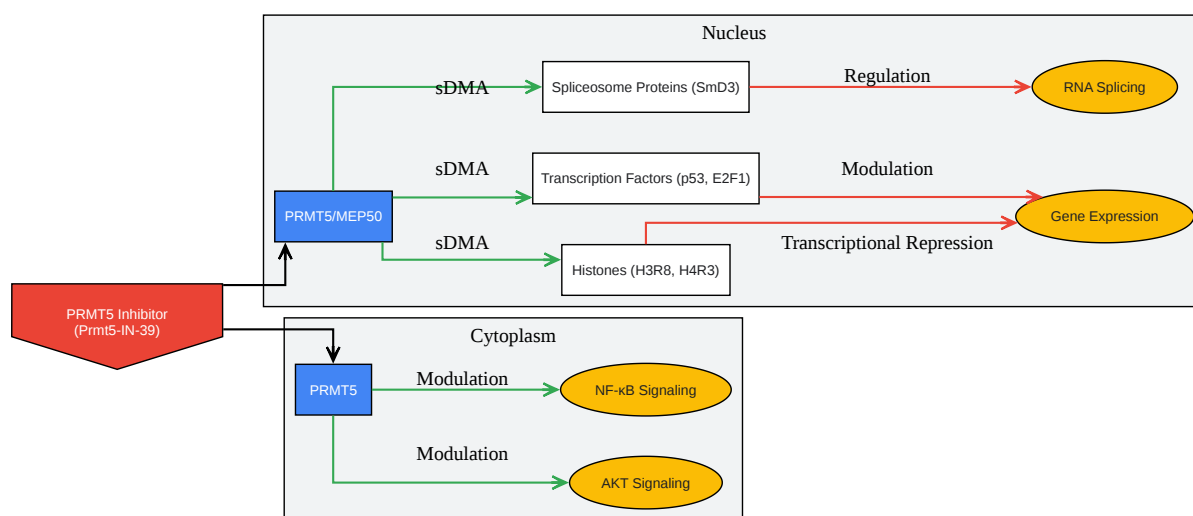 Nucleus
sDMA
Spliceosome Proteins (SmD3)
Regulation
RNA Splicing
sDMA
Transcription Factors (p53, E2F1)
Modulation
PRMT5/MEP50
Gene Expression
sDMA
Histones (H3R8, H4R3)
Transcriptional Repression
PRMT5 Inhibitor
(Prmt5-IN-39)
Cytoplasm
PRMT5
Modulation
NF-κB Signaling
Modulation
AKT Signaling